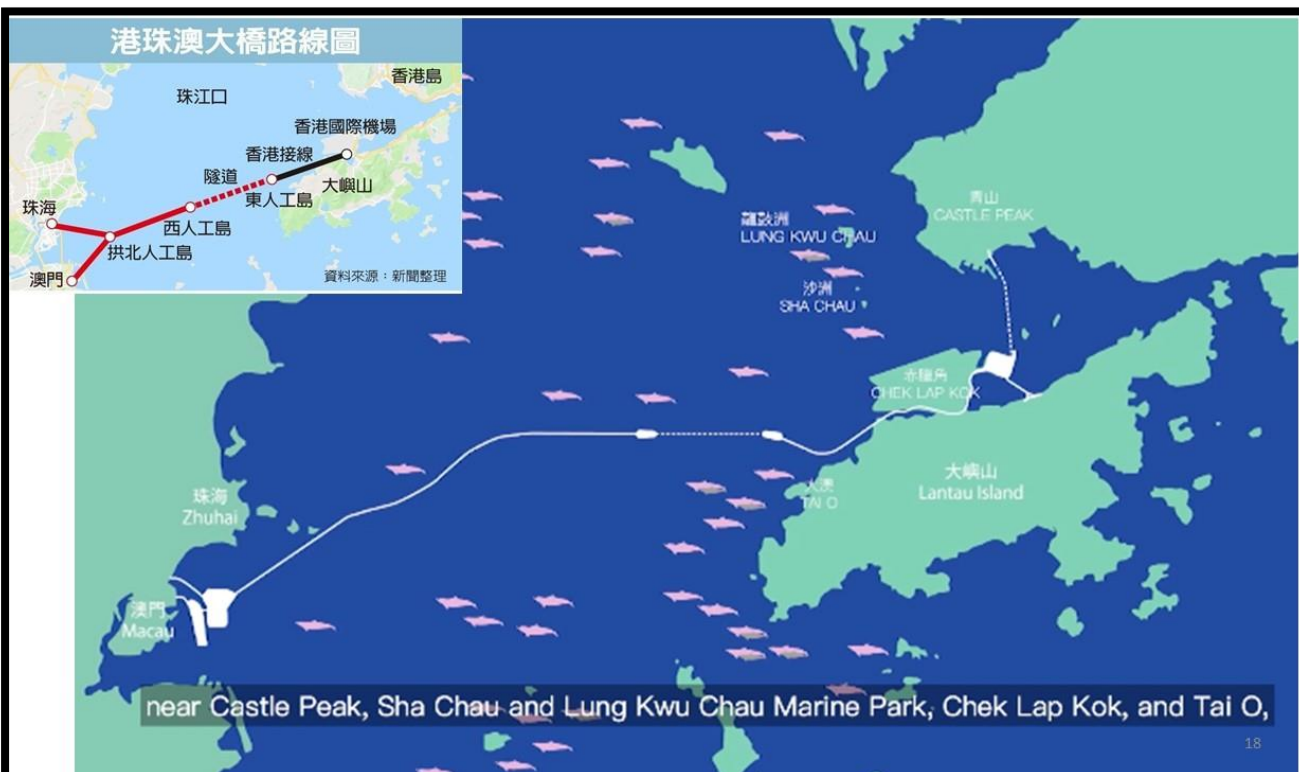 港珠澳大橋路線圖
香港島
珠江口
香港國際機場
香港接線
隧道
大嶼山
東人工島
珠海
西人工島
拱北人工島
澳門
資料來源：新聞整理
青山
CASTLE PEAK
龍鼓洲
LUNG KWU CHAU
沙洲
SHA CHAU
赤鱲角
CHEK LAP KOK
大嶼山
Lantau Island
大澳
TAI O
珠海
Zhuhai
澳門
Macau
near Castle Peak, Sha Chau and Lung Kwu Chau Marine Park, Chek Lap Kok, and Tai O,
18